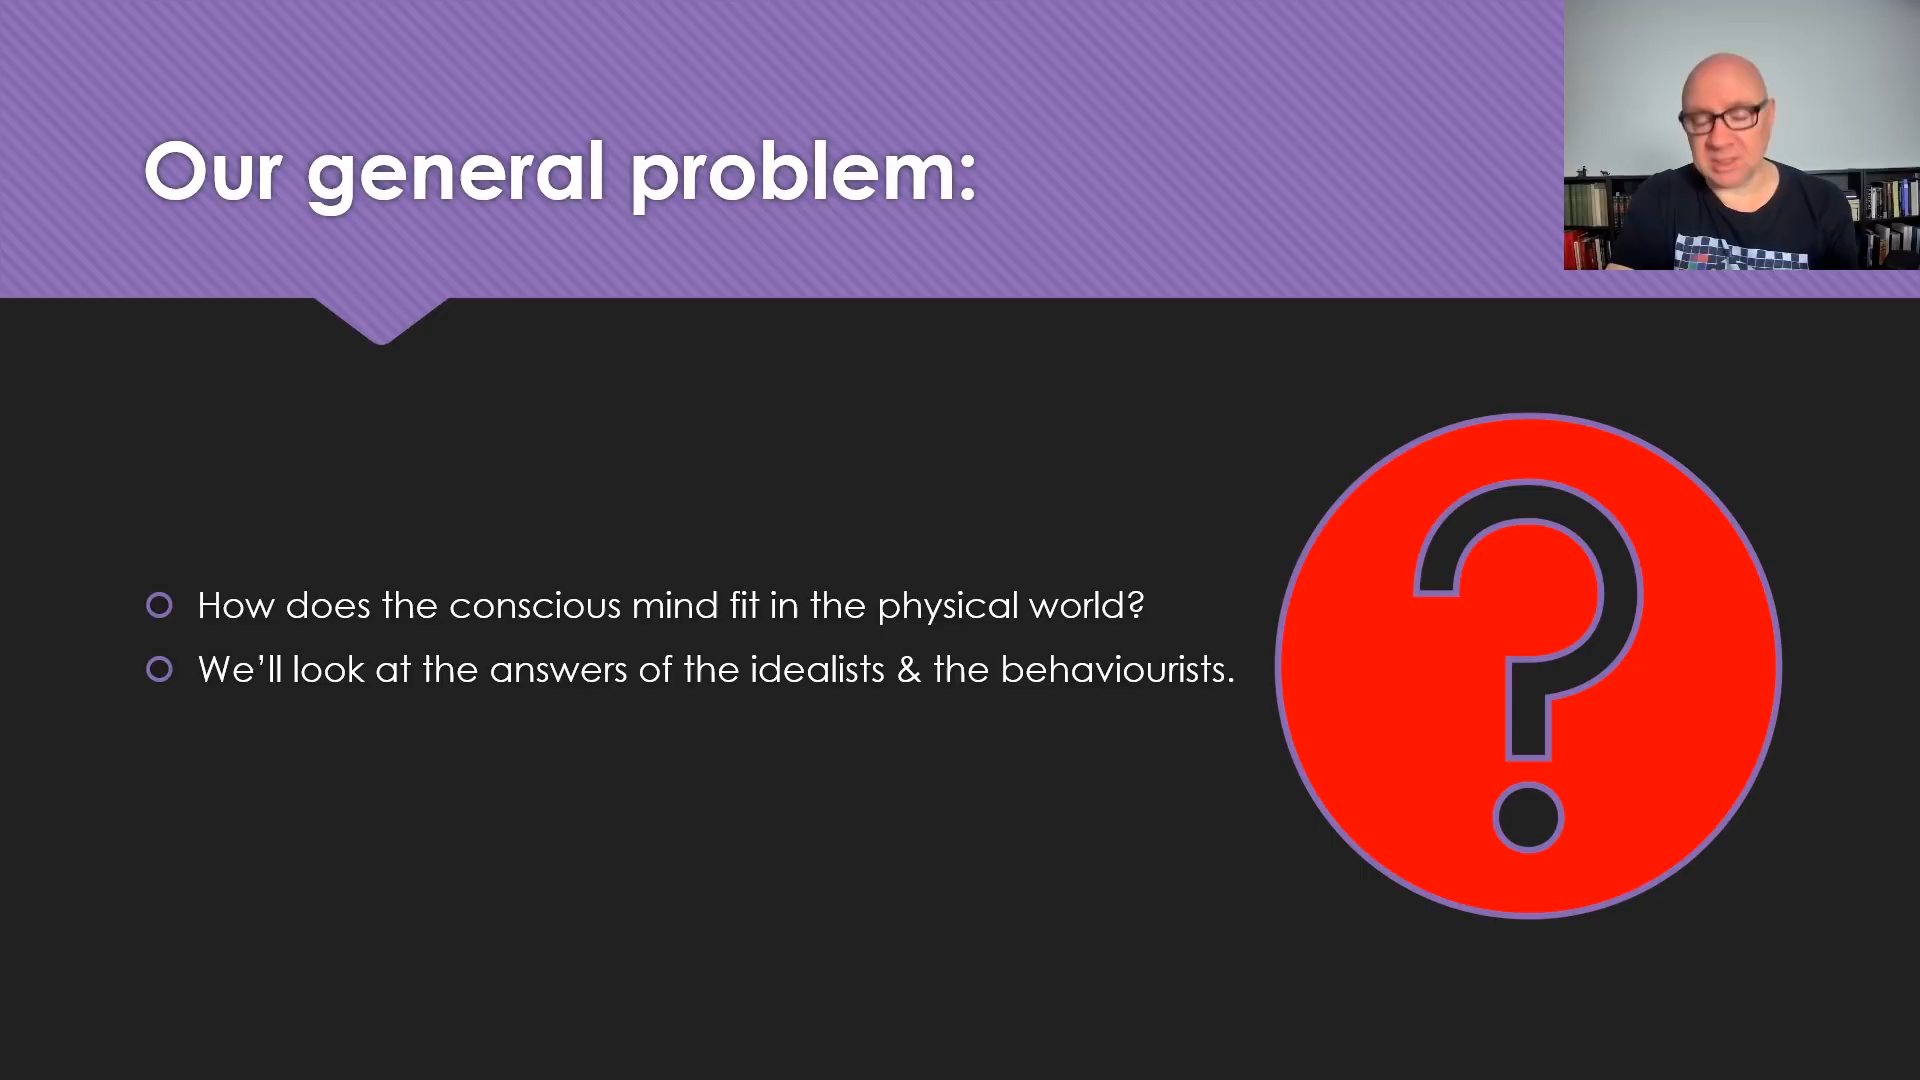 Our general problem:
How does the conscious mind fit in the physical world?
We’ll look at the answers of the idealists & the behaviourists.